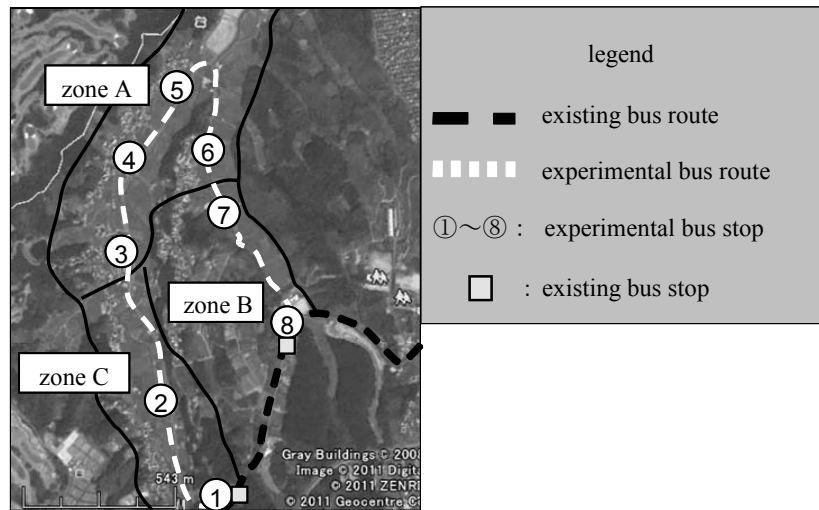 zone A
5
4
6
7
3
zone B
8
zone C
2
1
543 m
Gray Buildings © 2008
Image © 2011 Digita
© 2011 ZENRI
© 2011 Geocentre C
legend
existing bus route
experimental bus route
①~⑧ : experimental bus stop
: existing bus stop